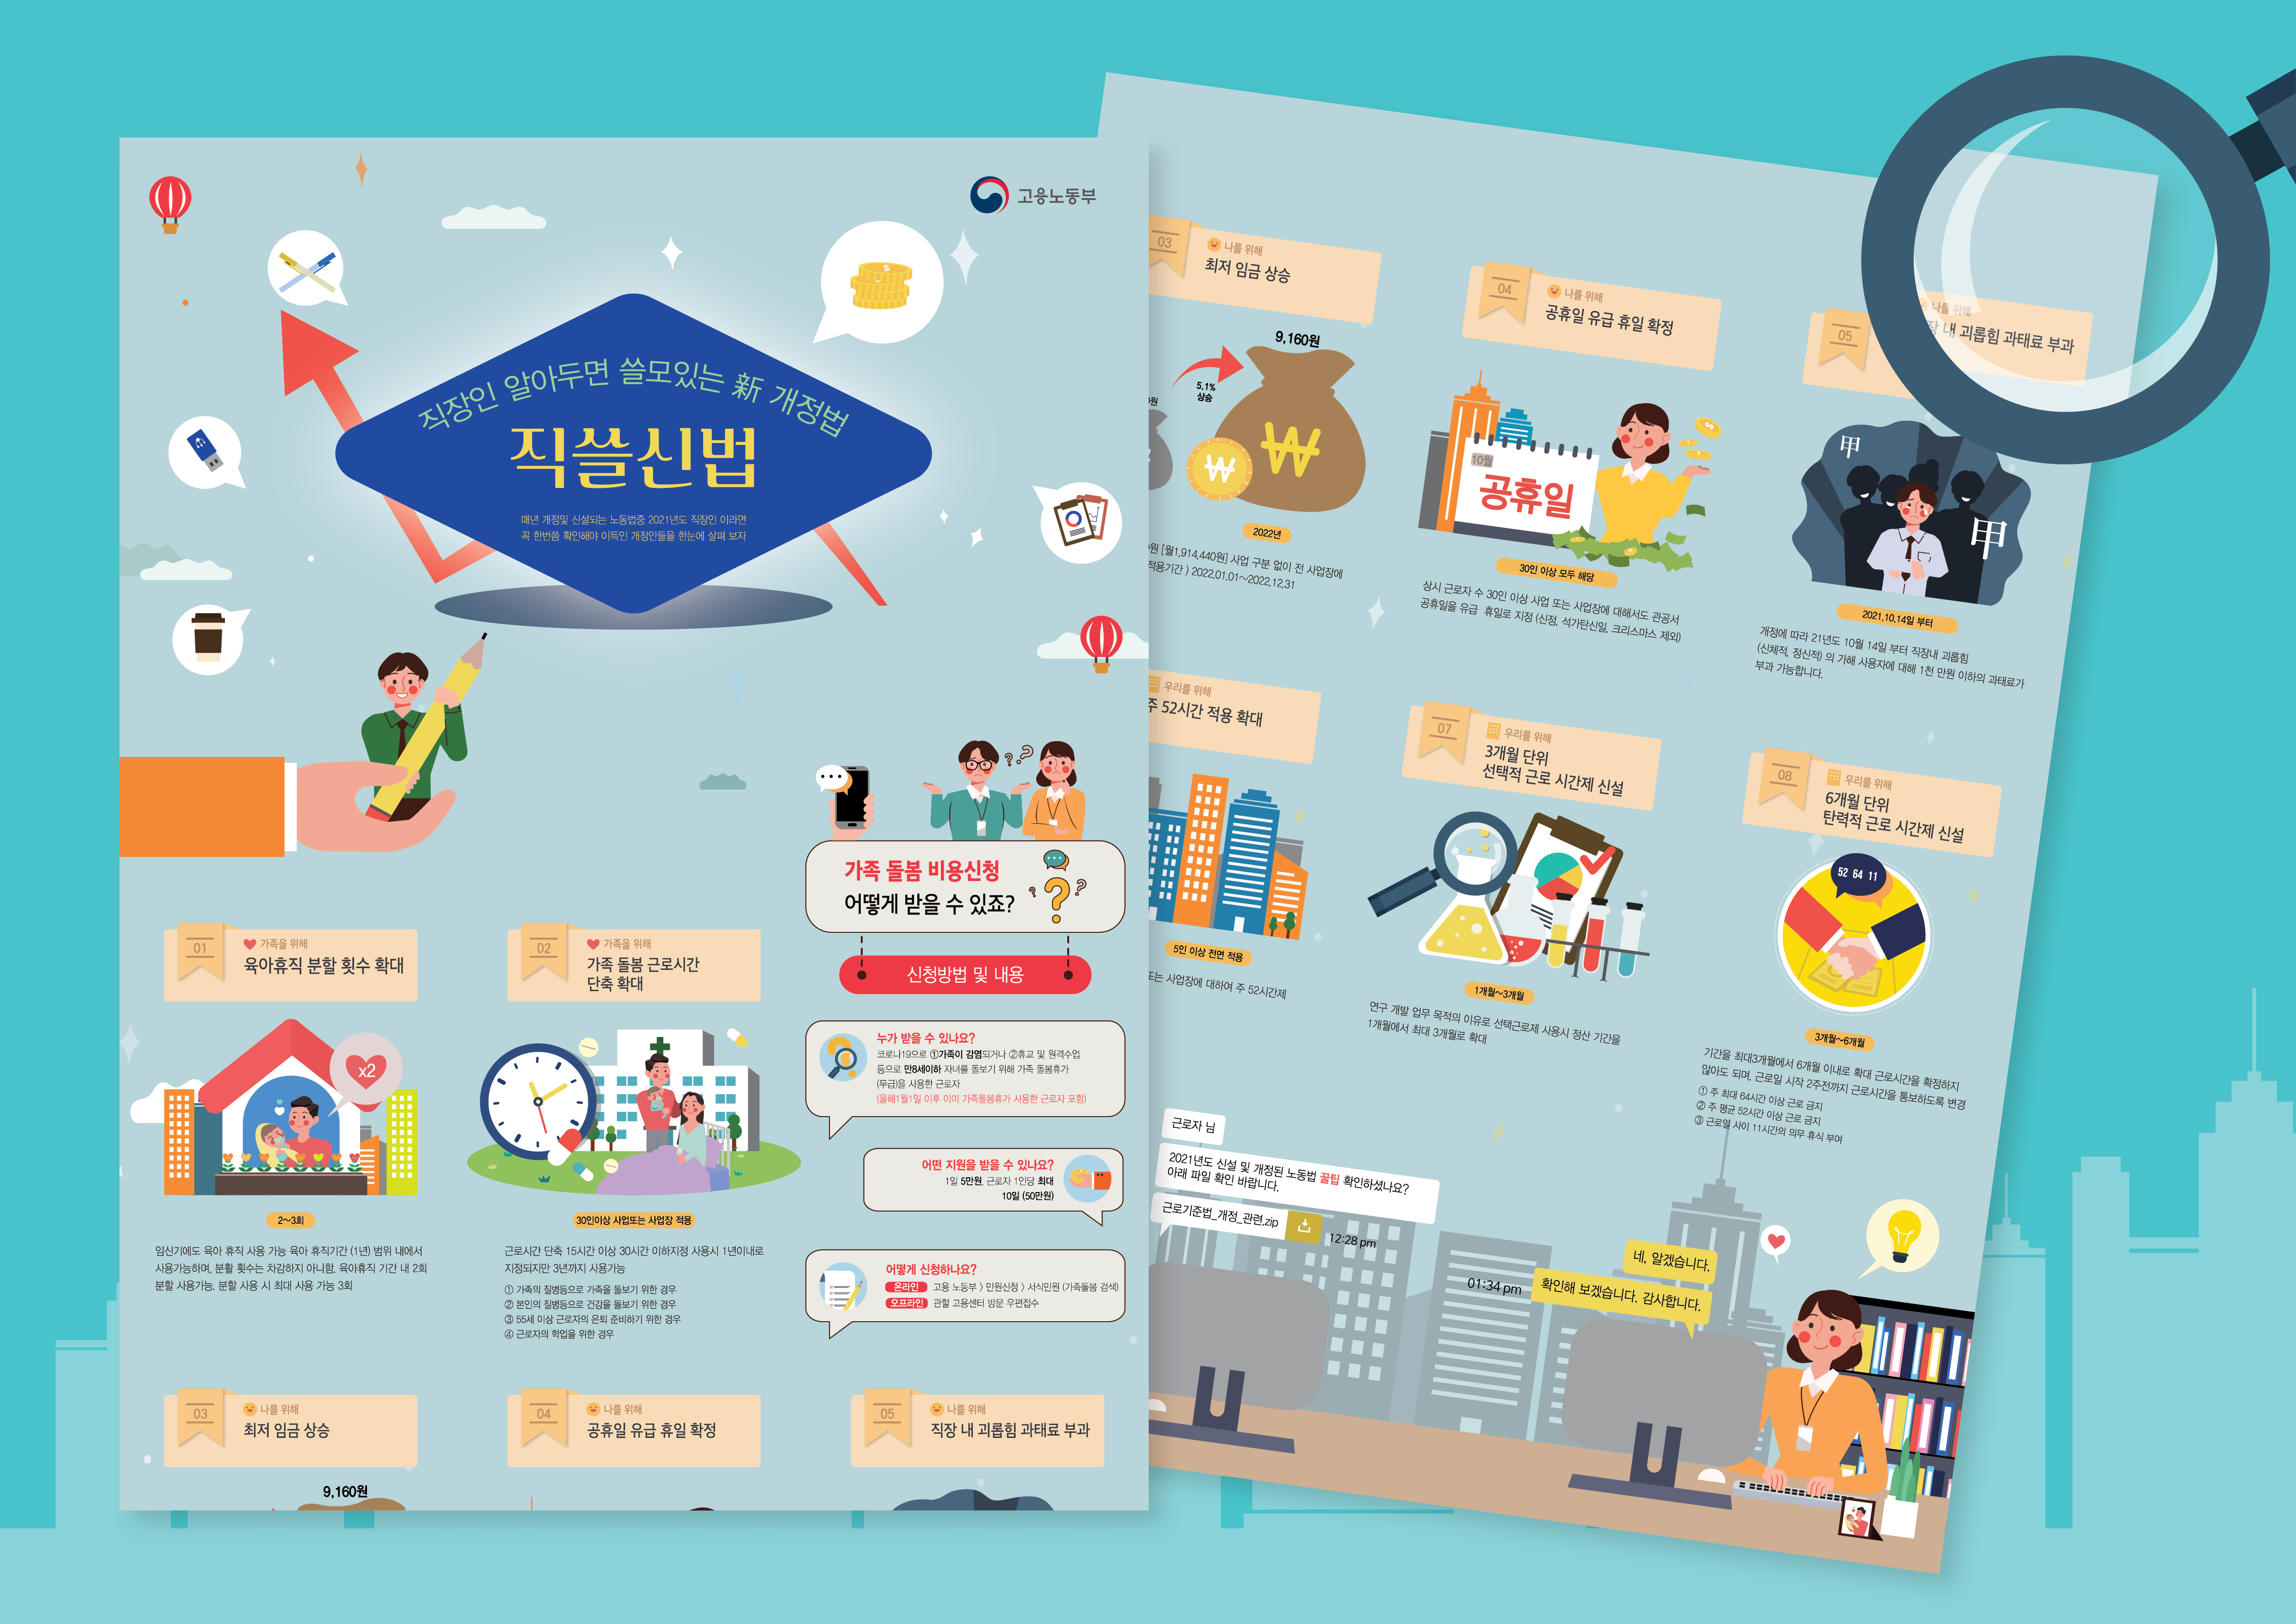 고용노동부
직장인 알아두면 쓸모있는 新 개정법
직쓸신법
매년 개정및 신설되는 노동법중 2021년도 직장인 이라면
꼭 한번쯤 확인해야 이득인 개정안들을 한눈에 살펴 보자
가족 돌봄 비용신청
어떻게 받을 수 있죠?
신청방법 및 내용
누가 받을 수 있나요?
코로나19으로 ①가족이 감염되거나 ②휴교 및 원격수업
등으로 만8세이하 자녀를 돌보기 위해 가족 돌봄휴가
(무급)을 사용한 근로자
(올해1월1일 이후 이미 가족돌봄휴가 사용한 근로자 포함)
어떤 지원을 받을 수 있나요?
1일 5만원, 근로자 1인당 최대
10일 (50만원)
어떻게 신청하나요?
온라인 고용 노동부 > 민원신청 > 서식민원 (가족돌봄 검색)
오프라인 관할 고용센터 방문 우편접수
01
가족을 위해
육아휴직 분할 횟수 확대
x2
2~3회
임신기에도 육아 휴직 사용 가능 육아 휴직기간 (1년) 범위 내에서
사용가능하며, 분활 횟수는 차감하지 아니함, 육아휴직 기간 내 2회
분할 사용가능, 분할 사용 시 최대 사용 가능 3회
02
가족을 위해
가족 돌봄 근로시간
단축 확대
30인이상 사업또는 사업장 적용
근로시간 단축 15시간 이상 30시간 이하지정 사용시 1년이내로
지정되지만 3년까지 사용가능
① 가족의 질병등으로 가족을 돌보기 위한 경우
② 본인의 질병등으로 건강을 돌보기 위한 경우
③ 55세 이상 근로자의 은퇴 준비하기 위한 경우
④ 근로자의 학업을 위한 경우
03
나를 위해
최저 임금 상승
9,160원
04
나를 위해
공휴일 유급 휴일 확정
05
나를 위해
직장 내 괴롭힘 과태료 부과
03
나를 위해
최저 임금 상승
9,160원
5.1%
상승
원
2022년
원 [월1,914,440원] 사업 구분 없이 전 사업장에
적용기간 ) 2022.01.01~2022.12.31
04
나를 위해
공휴일 유급 휴일 확정
10월
공휴일
30인 이상 모두 해당
상시 근로자 수 30인 이상 사업 또는 사업장에 대해서도 관공서
공휴일을 유급 휴일로 지정 (신정, 석가탄신일, 크리스마스 제외)
05
나를 위해
장 내 괴롭힘 과태료 부과
甲
甲
2021.10.14일 부터
개정에 따라 21년도 10월 14일 부터 직장내 괴롭힘
(신체적, 정신적) 의 가해 사용자에 대해 1천 만원 이하의 과태료가
부과 가능합니다.
우리를 위해
주 52시간 적용 확대
5인 이상 전면 적용
또는 사업장에 대하여 주 52시간제
07
우리를 위해
3개월 단위
선택적 근로 시간제 신설
1개월~3개월
연구 개발 업무 목적의 이유로 선택근로제 사용시 정산 기간을
1개월에서 최대 3개월로 확대
08
우리를 위해
6개월 단위
탄력적 근로 시간제 신설
52 64 11
3개월~6개월
기간을 최대3개월에서 6개월 이내로 확대 근로시간을 확정하지
않아도 되며, 근로일 시작 2주전까지 근로시간을 통보하도록 변경
① 주 최대 64시간 이상 근로 금지
② 주 평균 52시간 이상 근로 금지
③ 근로일 사이 11시간의 의무 휴식 부여
근로자 님
2021년도 신설 및 개정된 노동법 꿀팁 확인하셨나요?
아래 파일 확인 바랍니다.
근로기준법_개정_관련.zip
12:28 pm
네, 알겠습니다.
01:34 pm
확인해 보겠습니다. 감사합니다.